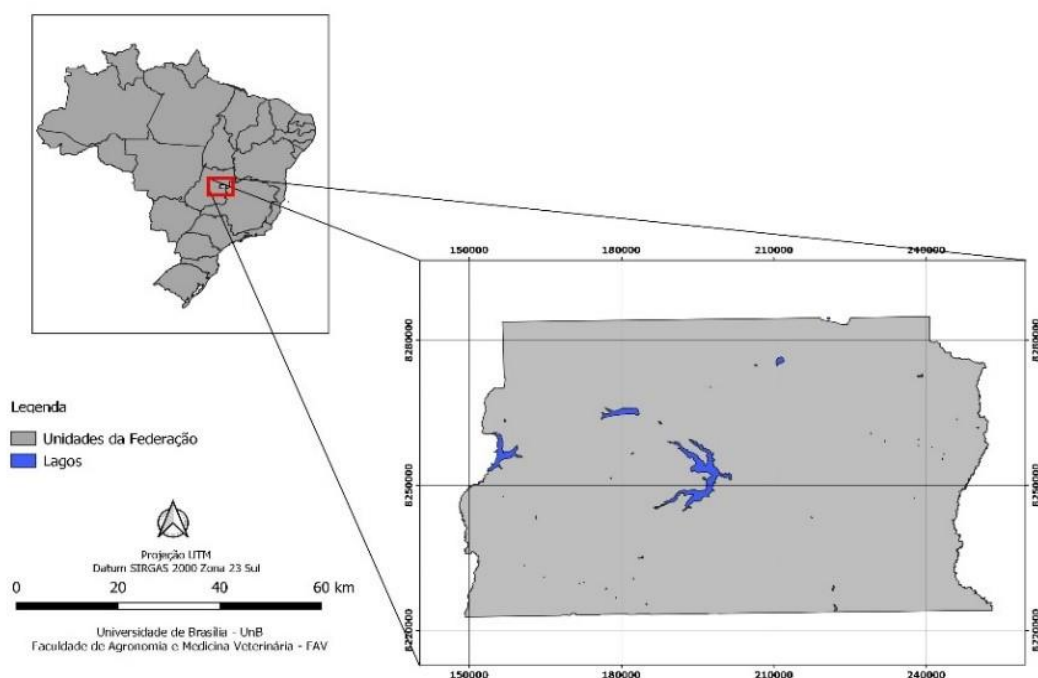 150000 180000 210000 240000
8280000 8280000
Legenda
Unidades da Federação
Lagos
8250000 8250000
Projeção UTM
Datum SIRGAS 2000 Zona 23 Sul
0 20 40 60 km
Universidade de Brasília - UnB
Faculdade de Agronomia e Medicina Veterinária - FAV
8220000 8220000
150000 180000 210000 240000